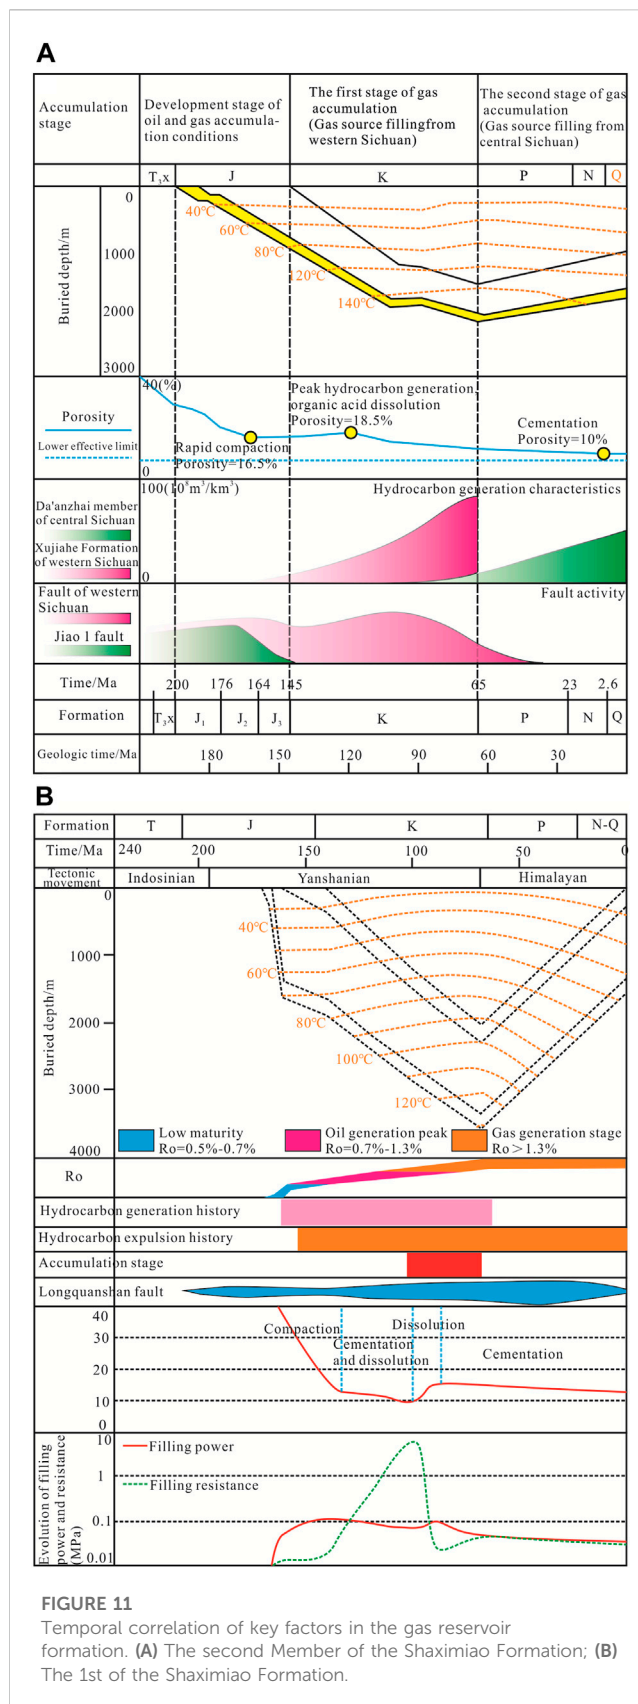 A
Accumulation
stage
Development stage of
oil and gas accumula-
tion conditions
The first stage of gas
accumulation
(Gas source fillingfrom
western Sichuan)
The second stage of gas
accumulation
(Gas source filling from
central Sichuan)
T₃x J K P N Q
Buried depth/m
0
1000
2000
3000
40℃
60℃
80℃
120℃
140℃
Porosity
Lower effective limit
40(%)
0
Rapid compaction
Porosity=16.5%
Peak hydrocarbon generation,
organic acid dissolution
Porosity=18.5%
Cementation
Porosity=10%
Da'anzhai member
of central Sichuan
Xujiahe Formation
of western Sichuan
100(10⁸m³/km³)
0
Hydrocarbon generation characteristics
Fault of western
Sichuan
Jiao 1 fault
Fault activity
Time/Ma 200 176 164 145 65 23 2.6
Formation T₃x J₁ J₂ J₃ K P N Q
Geologic time/Ma 180 150 120 90 60 30
B
Formation T J K P N-Q
Time/Ma 240 200 150 100 50 0
Tectonic
movement
Indosinian Yanshanian Himalayan
Buried depth/m
0
1000
2000
3000
4000
40℃
60℃
80℃
100℃
120℃
Low maturity
Ro=0.5%-0.7%
Oil generation peak
Ro=0.7%-1.3%
Gas generation stage
Ro＞1.3%
Ro
Hydrocarbon generation history
Hydrocarbon expulsion history
Accumulation stage
Longquanshan fault
40
30
20
10
0
Compaction
Cementation
and dissolution
Dissolution
Cementation
Evolution of filling
power and resistance
(MPa)
10
1
0.1
0.01
Filling power
Filling resistance
FIGURE 11
Temporal correlation of key factors in the gas reservoir
formation. (A) The second Member of the Shaximiao Formation; (B)
The 1st of the Shaximiao Formation.